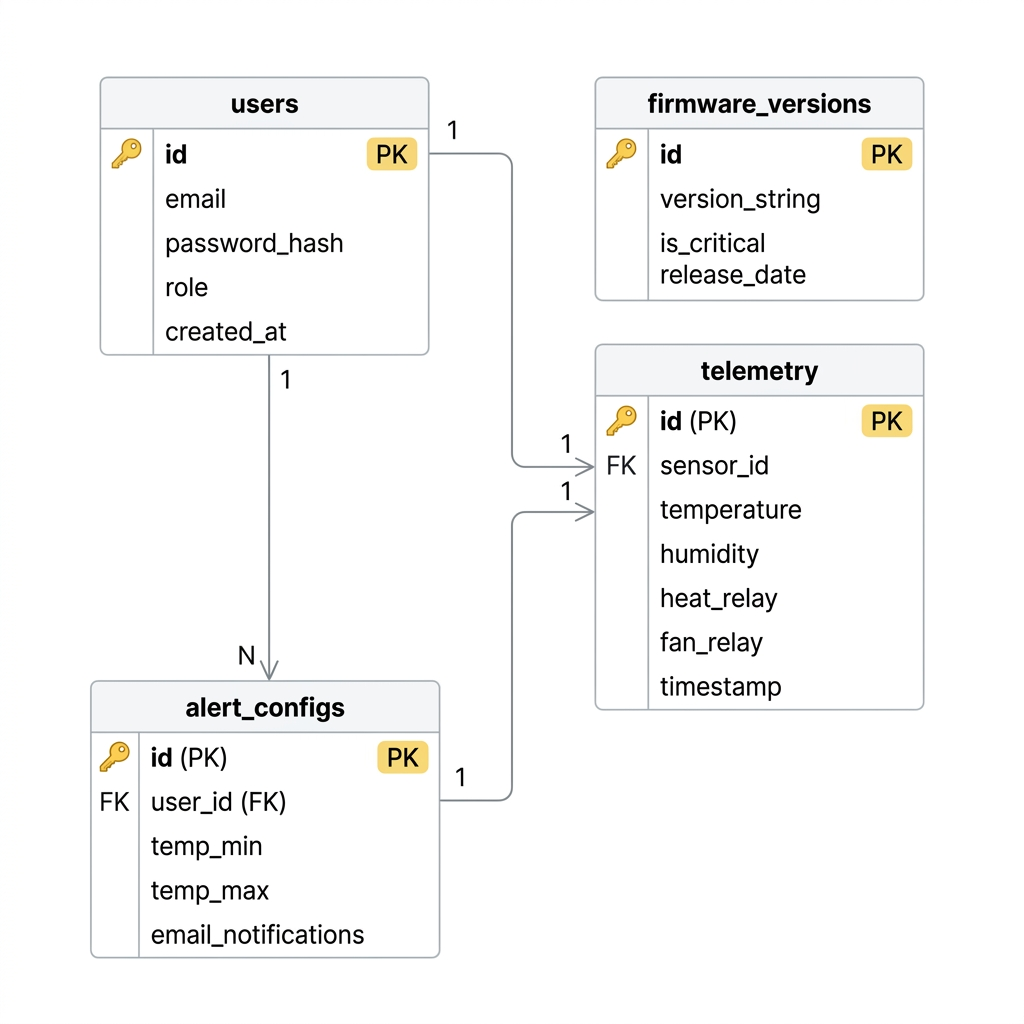 users
id PK
email
password_hash
role
created_at
1
1
N
firmware_versions
id PK
version_string
is_critical
release_date
telemetry
id (PK) PK
FK sensor_id
temperature
humidity
heat_relay
fan_relay
timestamp
1
1
alert_configs
id (PK) PK
FK user_id (FK)
temp_min
temp_max
email_notifications
1